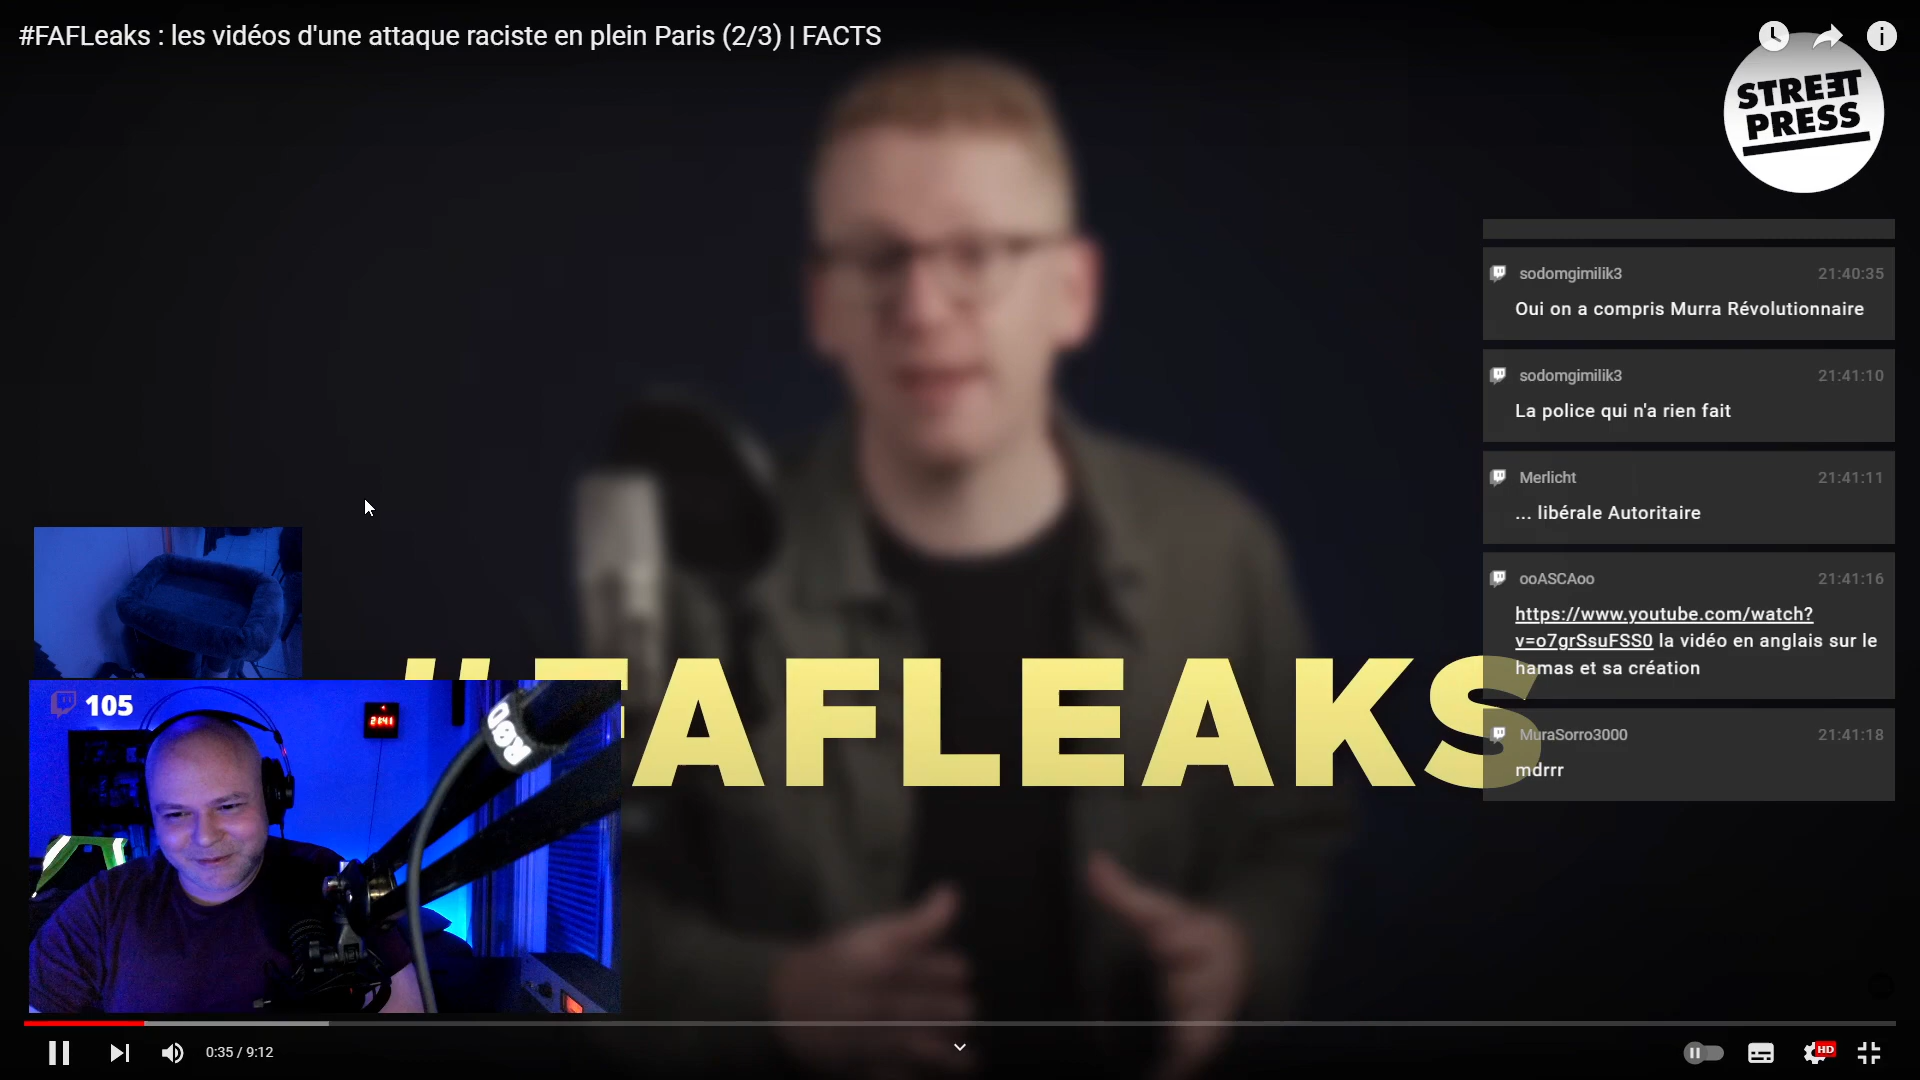 #FAFLeaks : les vidéos d'une attaque raciste en plein Paris (2/3) | FACTS
STREET
PRESS
sodomgimilik3 21:40:35
Oui on a compris Murra Révolutionnaire
sodomgimilik3 21:41:10
La police qui n'a rien fait
Merlicht 21:41:11
... libérale Autoritaire
ooASCAoo 21:41:16
https://www.youtube.com/watch?
v=o7grSsuFSS0 la vidéo en anglais sur le
hamas et sa création
MuraSorro3000 21:41:18
mdrrr
#FAFLEAKS
105
21:41
0:35 / 9:12
HD